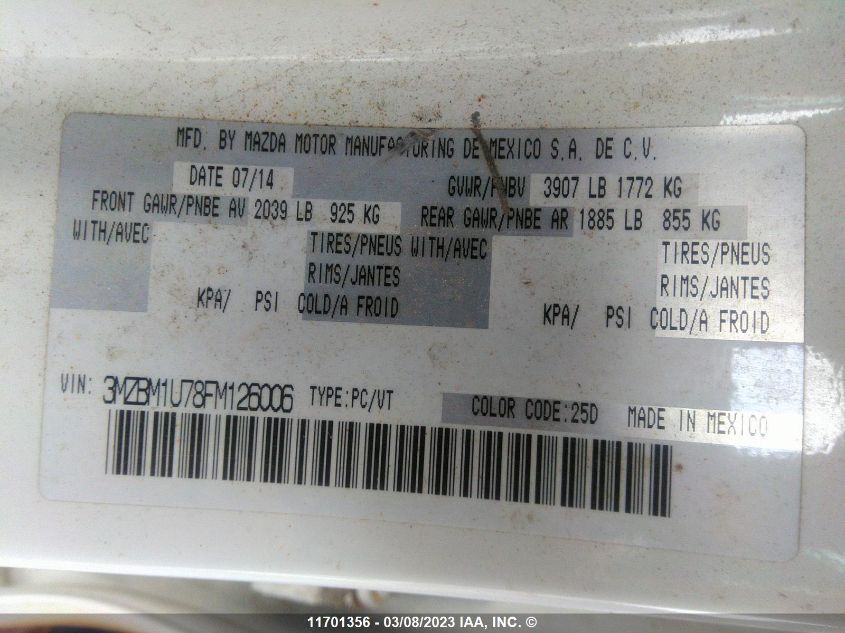 MFD. BY MAZDA MOTOR MANUFACTURING DE MEXICO S.A. DE C.V.
DATE 07/14 GVWR/PNBV 3907 LB 1772 KG
FRONT GAWR/PNBE AV 2039 LB 925 KG REAR GAWR/PNBE AR 1885 LB 855 KG
WITH/AVEC TIRES/PNEUS WITH/AVEC TIRES/PNEUS
RIMS/JANTES RIMS/JANTES
KPA/ PSI COLD/A FROID KPA/ PSI COLD/A FROID
VIN: 3MZBM1U78FM126006 TYPE:PC/VT COLOR CODE:25D MADE IN MEXICO
11701356 - 03/08/2023 IAA, INC. ©